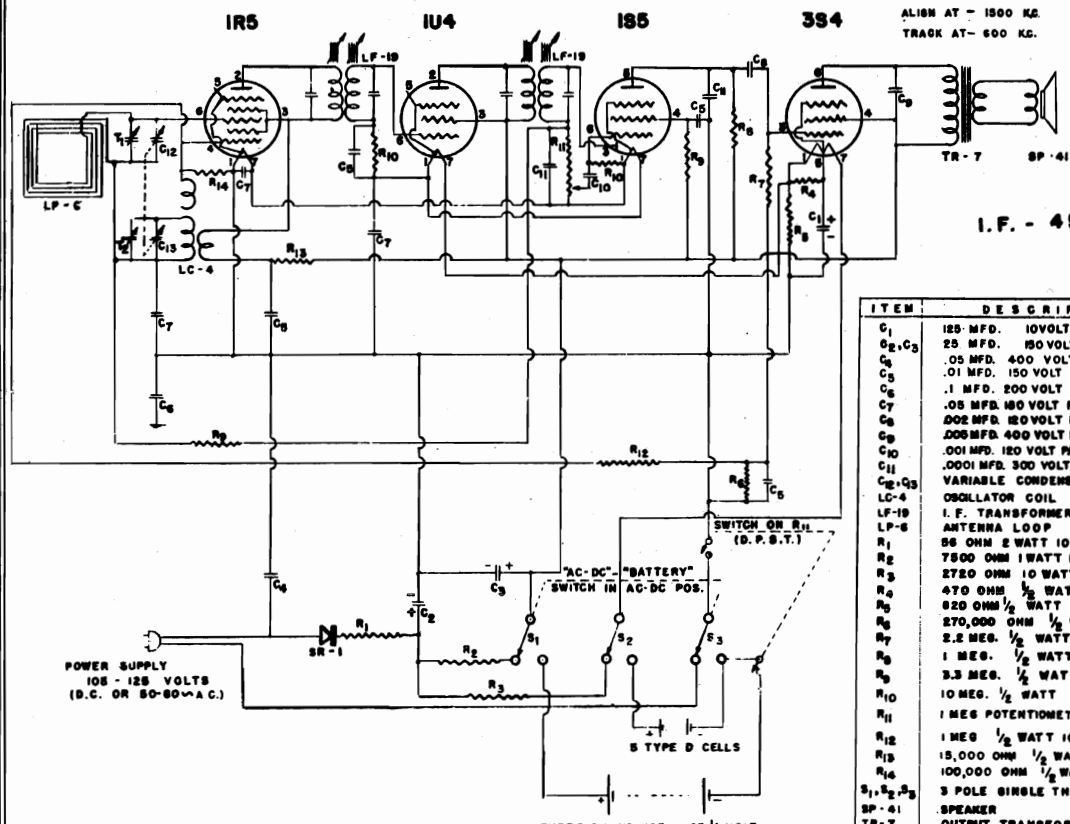 1R5 1U4 1S5 3S4
ALIGN AT - 1500 KC.
TRACK AT - 600 KC.
LF-19 LF-19
LP-6
LC-4
TR-7 SP-41
I.F. - 4
SWITCH ON R11
(D.P.S.T.)
"AC-DC" - "BATTERY"
SWITCH IN AC-DC POS.
SR-1
POWER SUPPLY
105 - 125 VOLTS
(D.C. OR 50-60~A.C.)
5 TYPE D CELLS
ITEM DESCRI
C1 125 MFD. 10VOLT
C2,C3 25 MFD. 150 VOL
C4 .05 MFD. 400 VOL
C5 .01 MFD. 150 VOLT
C6 .1 MFD. 200 VOLT
C7 .05 MFD. 150 VOLT
C8 .002 MFD. 120 VOLT
C9 .005 MFD. 400 VOLT
C10 .001 MFD. 120 VOLT
C11 .0001 MFD. 300 VOLT
C12,C13 VARIABLE CONDENS
LC-4 OSCILLATOR COIL
LF-19 I.F. TRANSFORMER
LP-6 ANTENNA LOOP
R1 56 OHM 2 WATT 10
R2 7500 OHM 1 WATT
R3 2720 OHM 10 WAT
R4 470 OHM 1/2 WAT
R5 820 OHM 1/2 WATT
R6 270,000 OHM 1/2
R7 2.2 MEG. 1/2 WATT
R8 1 MEG. 1/2 WATT
R9 3.3 MEG. 1/2 WAT
R10 10 MEG. 1/2 WATT
R11 1 MEG POTENTIOMET
R12 1 MEG 1/2 WATT 10
R13 15,000 OHM 1/2 WA
R14 100,000 OHM 1/2 W
S1,S2,S3 3 POLE SINGLE TH
SP-41 SPEAKER
TR-7 OUTPUT TRANSFOR